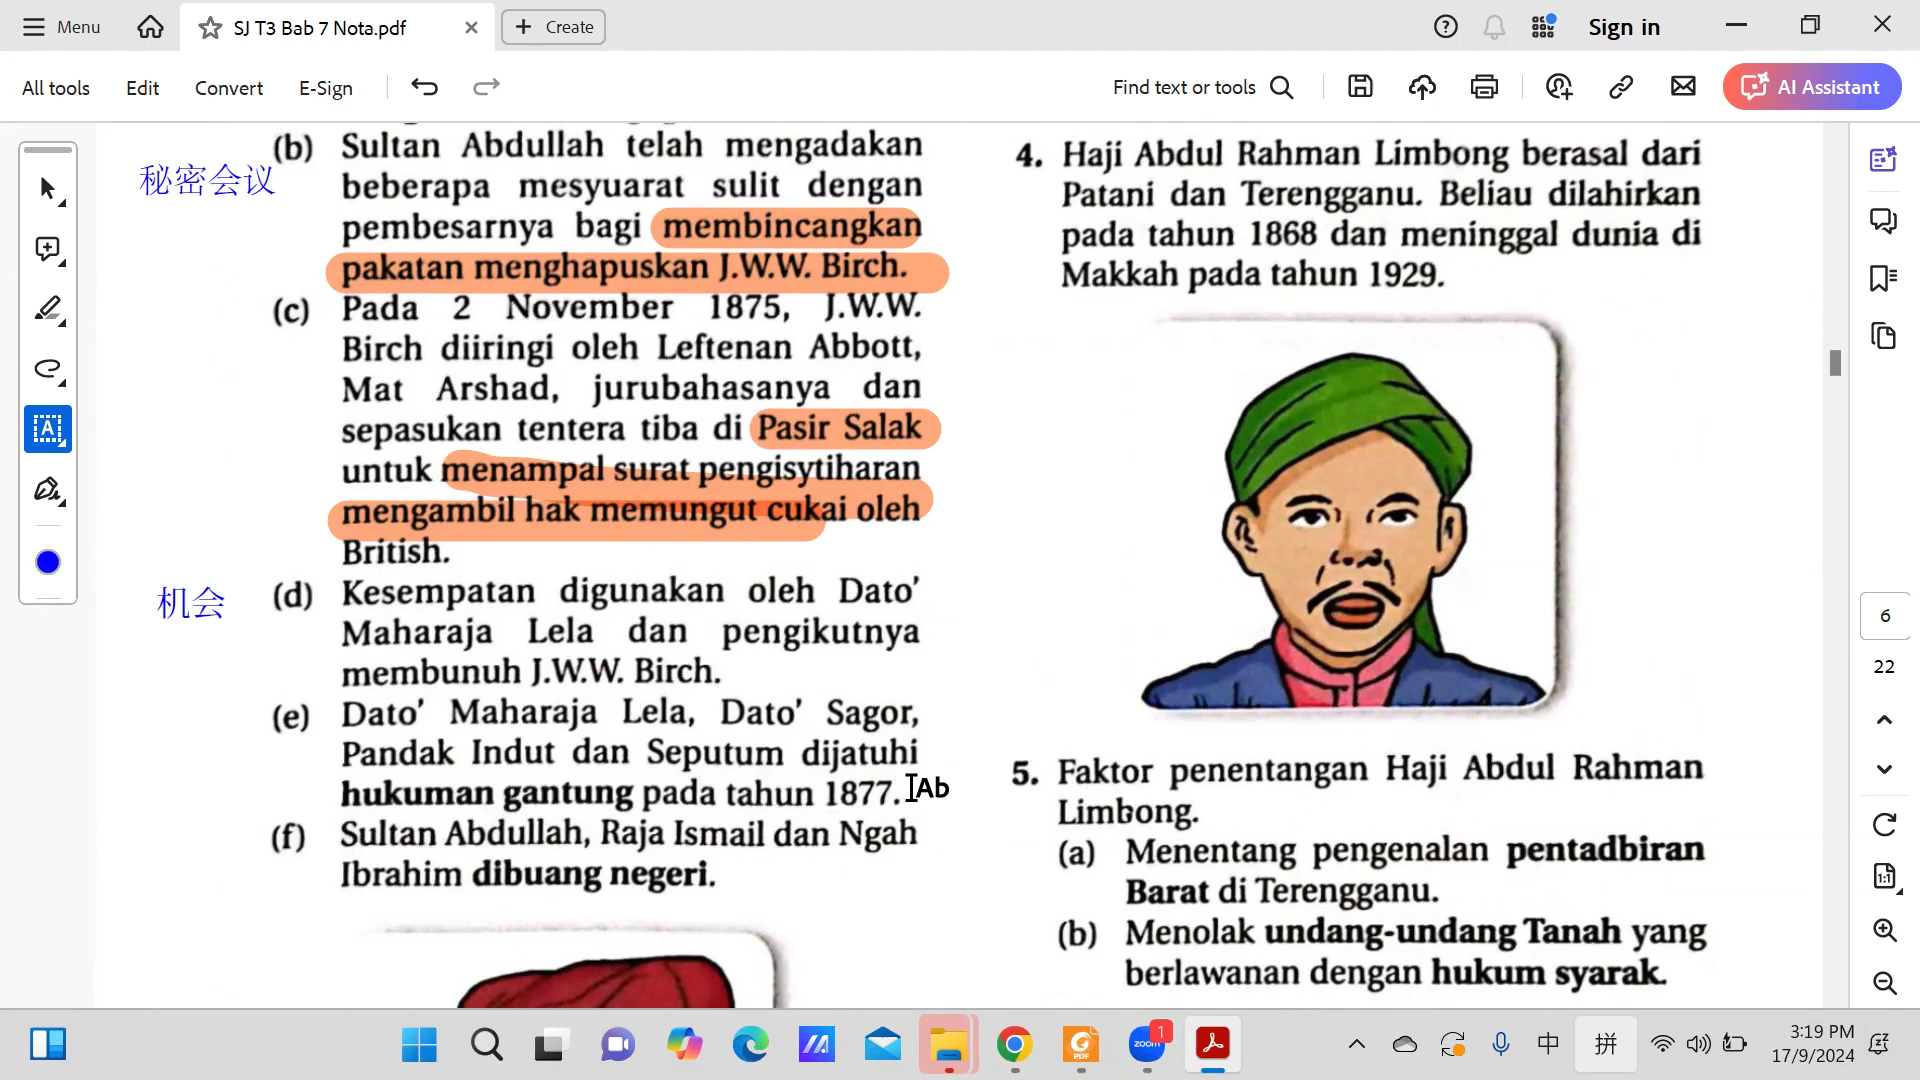 Menu
SJ T3 Bab 7 Nota.pdf
Create
Sign in
All tools
Edit
Convert
E-Sign
Find text or tools
AI Assistant
秘密会议
(b) Sultan Abdullah telah mengadakan
beberapa mesyuarat sulit dengan
pembesarnya bagi membincangkan
pakatan menghapuskan J.W.W. Birch.
(c) Pada 2 November 1875, J.W.W.
Birch diiringi oleh Leftenan Abbott,
Mat Arshad, jurubahasanya dan
sepasukan tentera tiba di Pasir Salak
untuk menampal surat pengisytiharan
mengambil hak memungut cukai oleh
British.
机会
(d) Kesempatan digunakan oleh Dato’
Maharaja Lela dan pengikutnya
membunuh J.W.W. Birch.
(e) Dato’ Maharaja Lela, Dato’ Sagor,
Pandak Indut dan Seputum dijatuhi
hukuman gantung pada tahun 1877.
Ab
(f) Sultan Abdullah, Raja Ismail dan Ngah
Ibrahim dibuang negeri.
4. Haji Abdul Rahman Limbong berasal dari
Patani dan Terengganu. Beliau dilahirkan
pada tahun 1868 dan meninggal dunia di
Makkah pada tahun 1929.
5. Faktor penentangan Haji Abdul Rahman
Limbong.
(a) Menentang pengenalan pentadbiran
Barat di Terengganu.
(b) Menolak undang-undang Tanah yang
berlawanan dengan hukum syarak.
A
6
22
1:1
PDF
zoom
1
中
拼
3:19 PM
17/9/2024